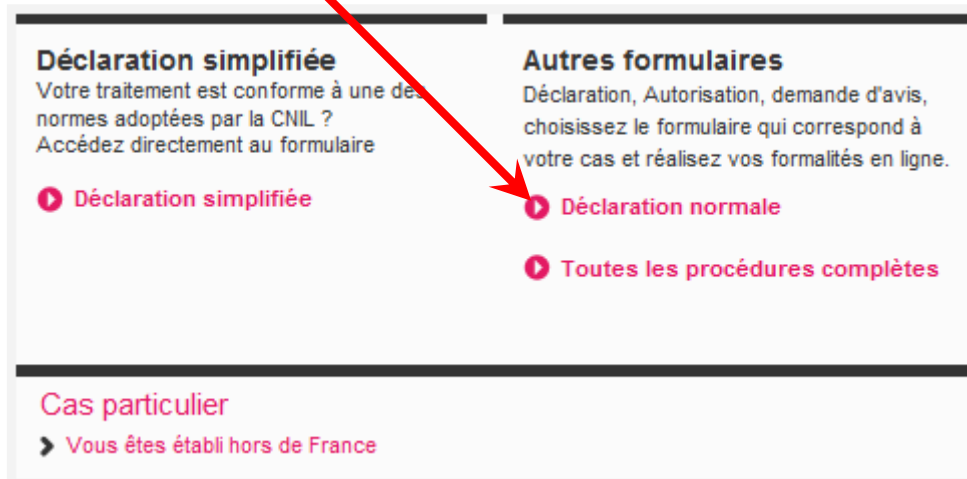 Déclaration simplifiée
Votre traitement est conforme à une des
normes adoptées par la CNIL ?
Accédez directement au formulaire
Déclaration simplifiée
Autres formulaires
Déclaration, Autorisation, demande d'avis,
choisissez le formulaire qui correspond à
votre cas et réalisez vos formalités en ligne.
Déclaration normale
Toutes les procédures complètes
Cas particulier
Vous êtes établi hors de France